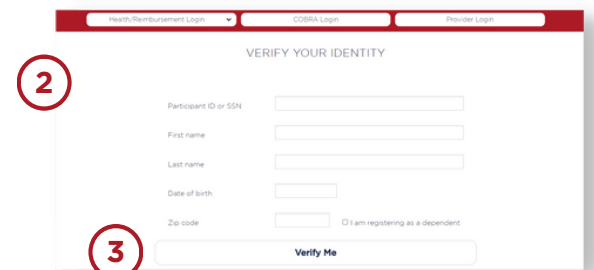 Health/Reimbursement Login COBRA Login Provider Login
VERIFY YOUR IDENTITY
2
Participant ID or SSN
First name
Last name
Date of birth
Zip code I am registering as a dependent
3 Verify Me